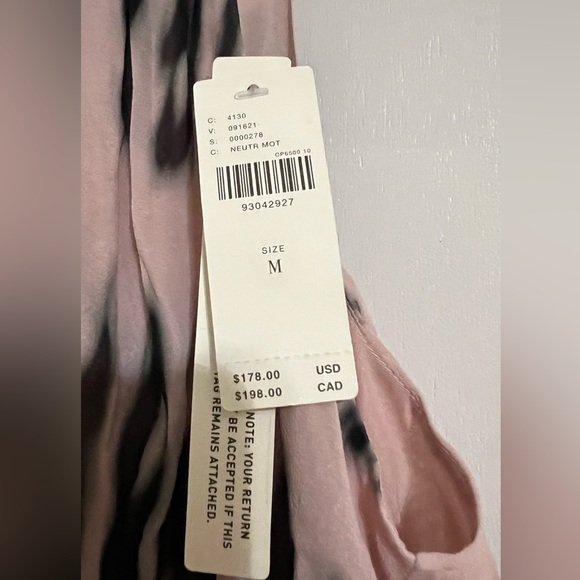 C: 4130
V: 091621-
S: 0000278
C: NEUTR MOT
CP6500 10
93042927
SIZE
M
$178.00 USD
$198.00 CAD
NOTE: YOUR RETURN
BE ACCEPTED IF THIS
TAG REMAINS ATTACHED.